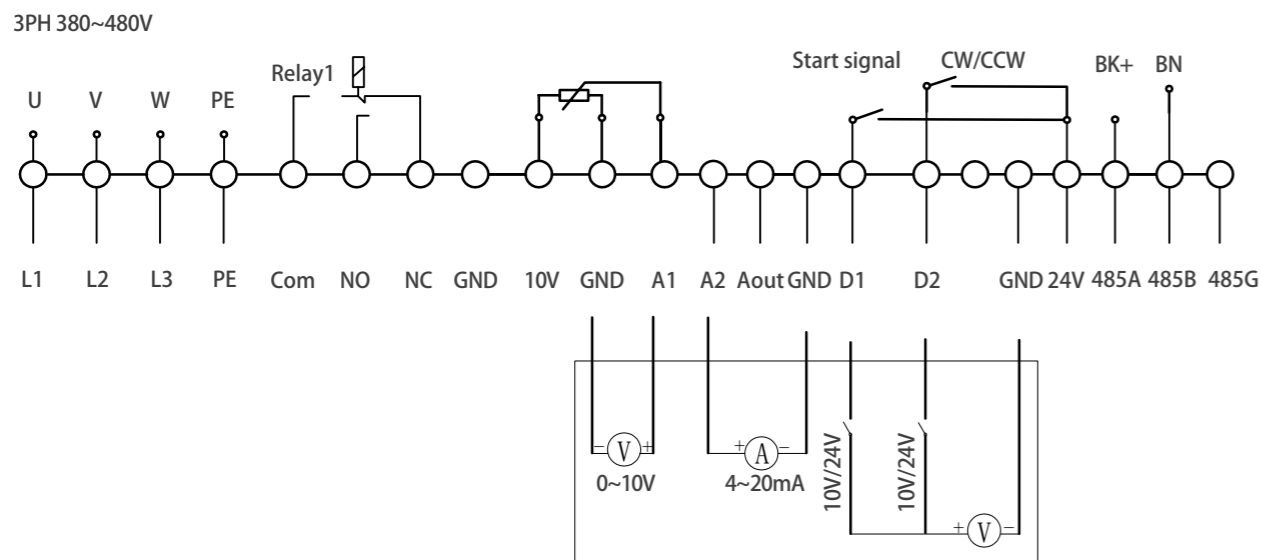 3PH 380~480V
Relay1
Start signal CW/CCW BK+ BN
U V W PE
L1 L2 L3 PE Com NO NC GND 10V GND A1 A2 Aout GND D1 D2 GND 24V 485A 485B 485G
− V + + A − 10V/24V 10V/24V
0~10V 4~20mA
+ V −